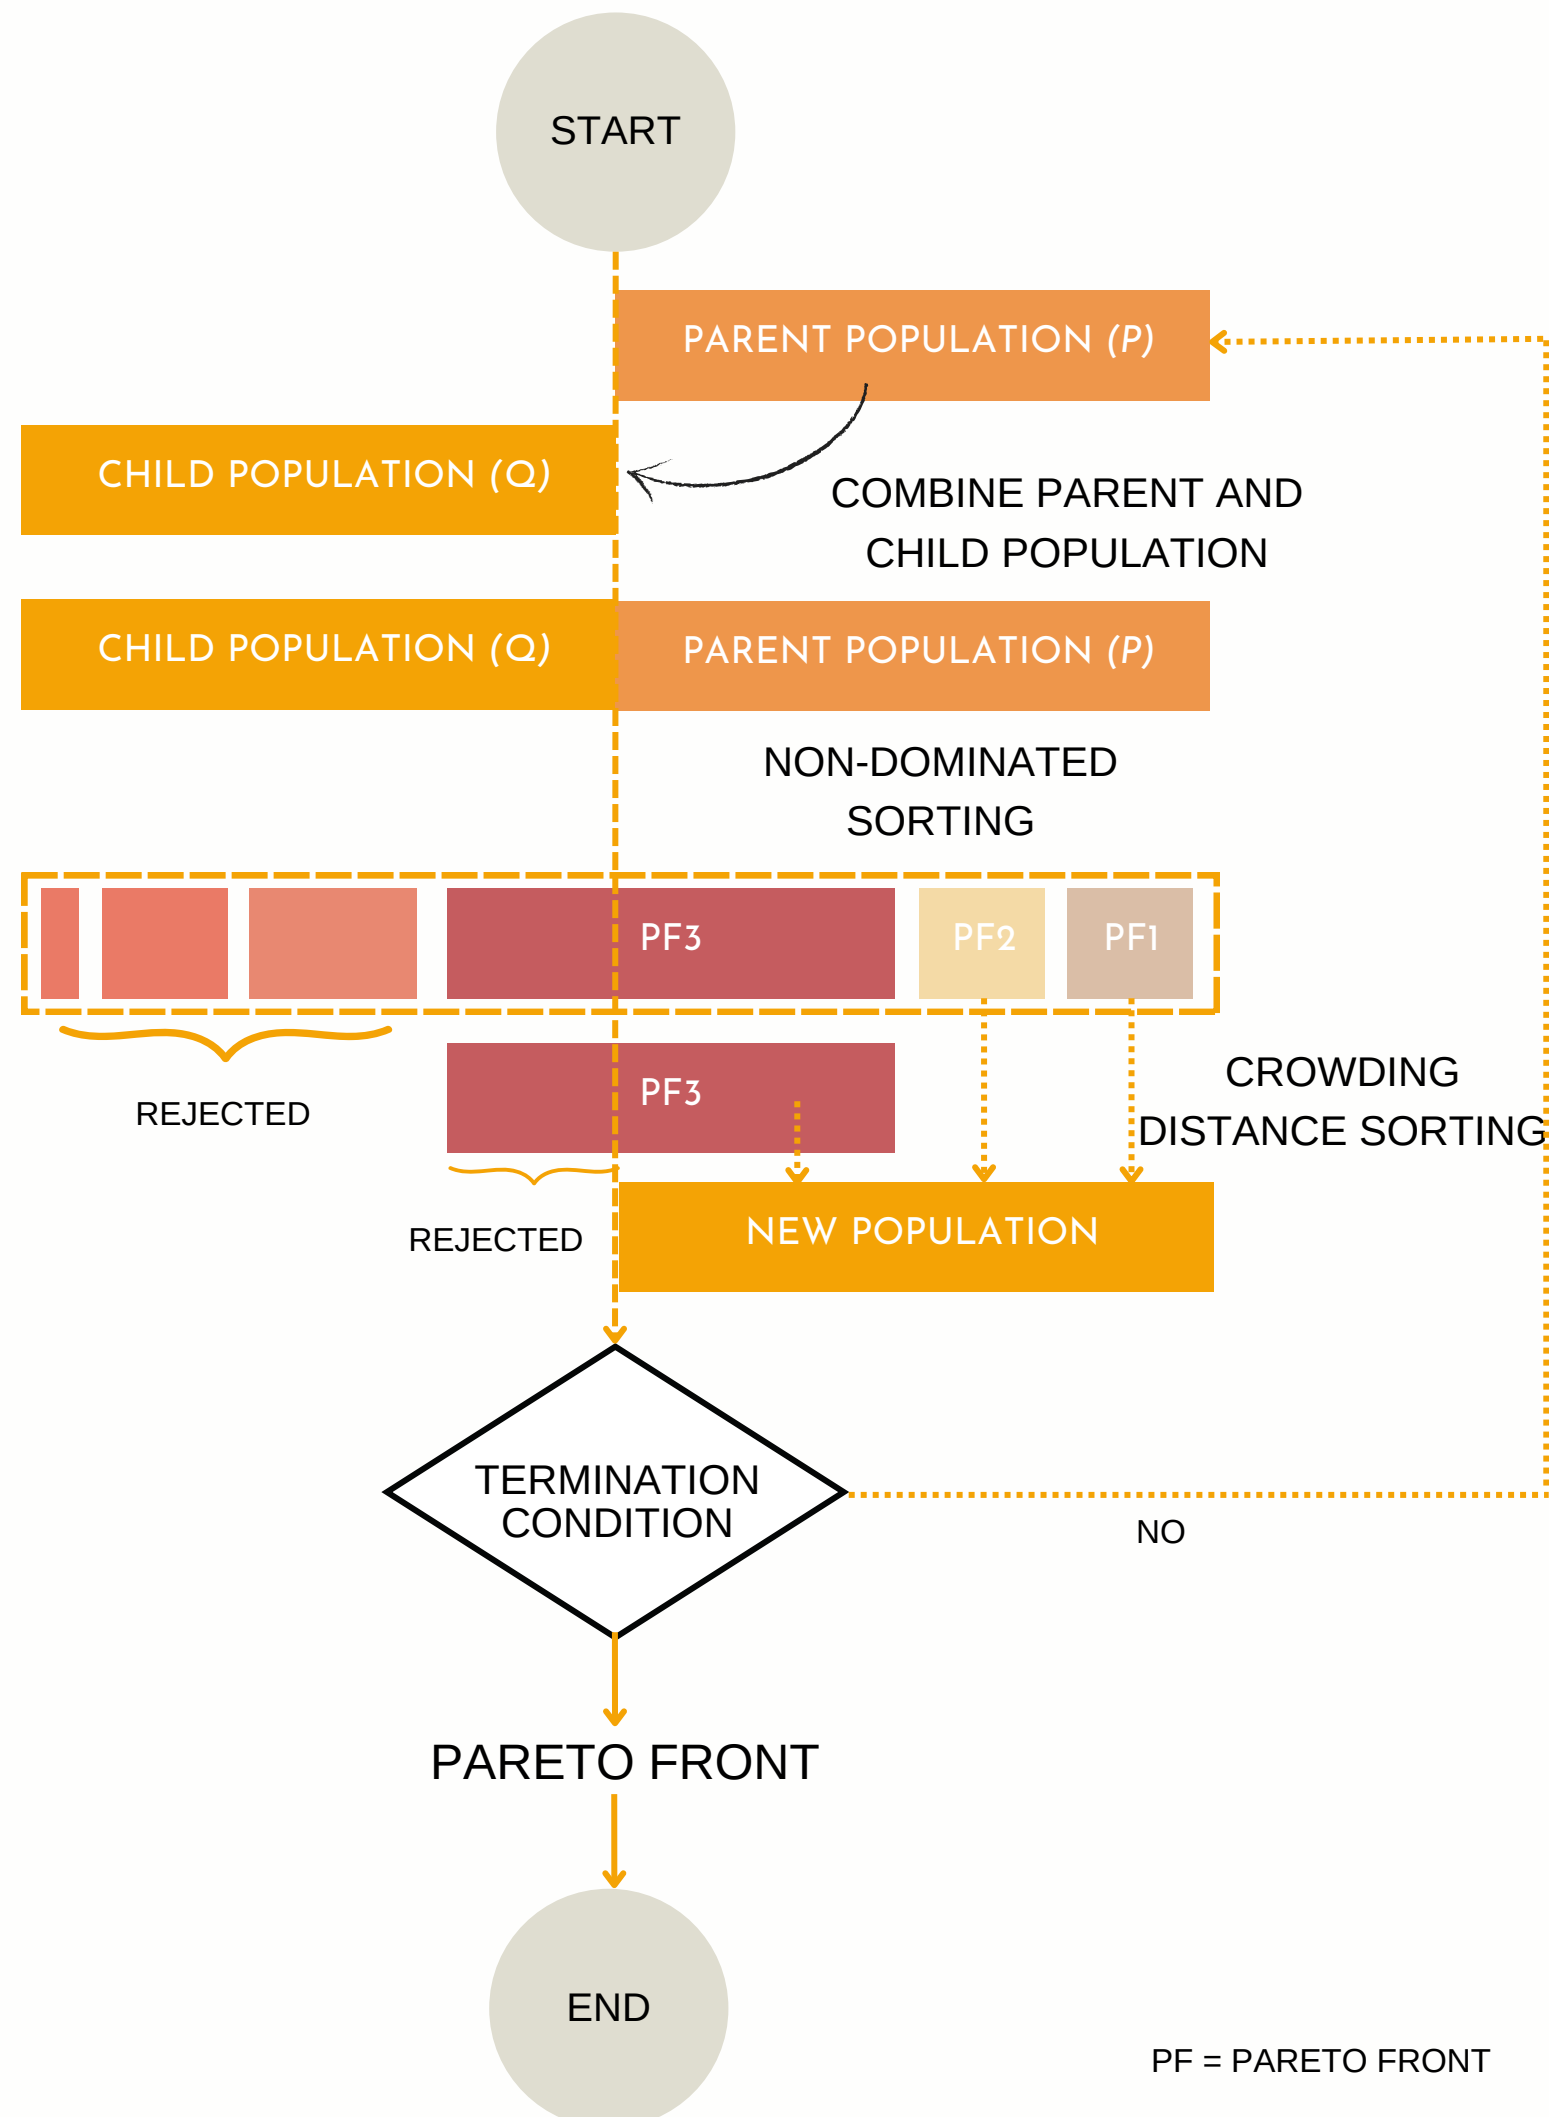 START
PARENT POPULATION (P)
CHILD POPULATION (Q)
COMBINE PARENT AND
CHILD POPULATION
CHILD POPULATION (Q)
PARENT POPULATION (P)
NON-DOMINATED
SORTING
PF3
PF2
PF1
REJECTED
PF3
CROWDING
DISTANCE SORTING
REJECTED
NEW POPULATION
TERMINATION
CONDITION
NO
PARETO FRONT
END
PF = PARETO FRONT